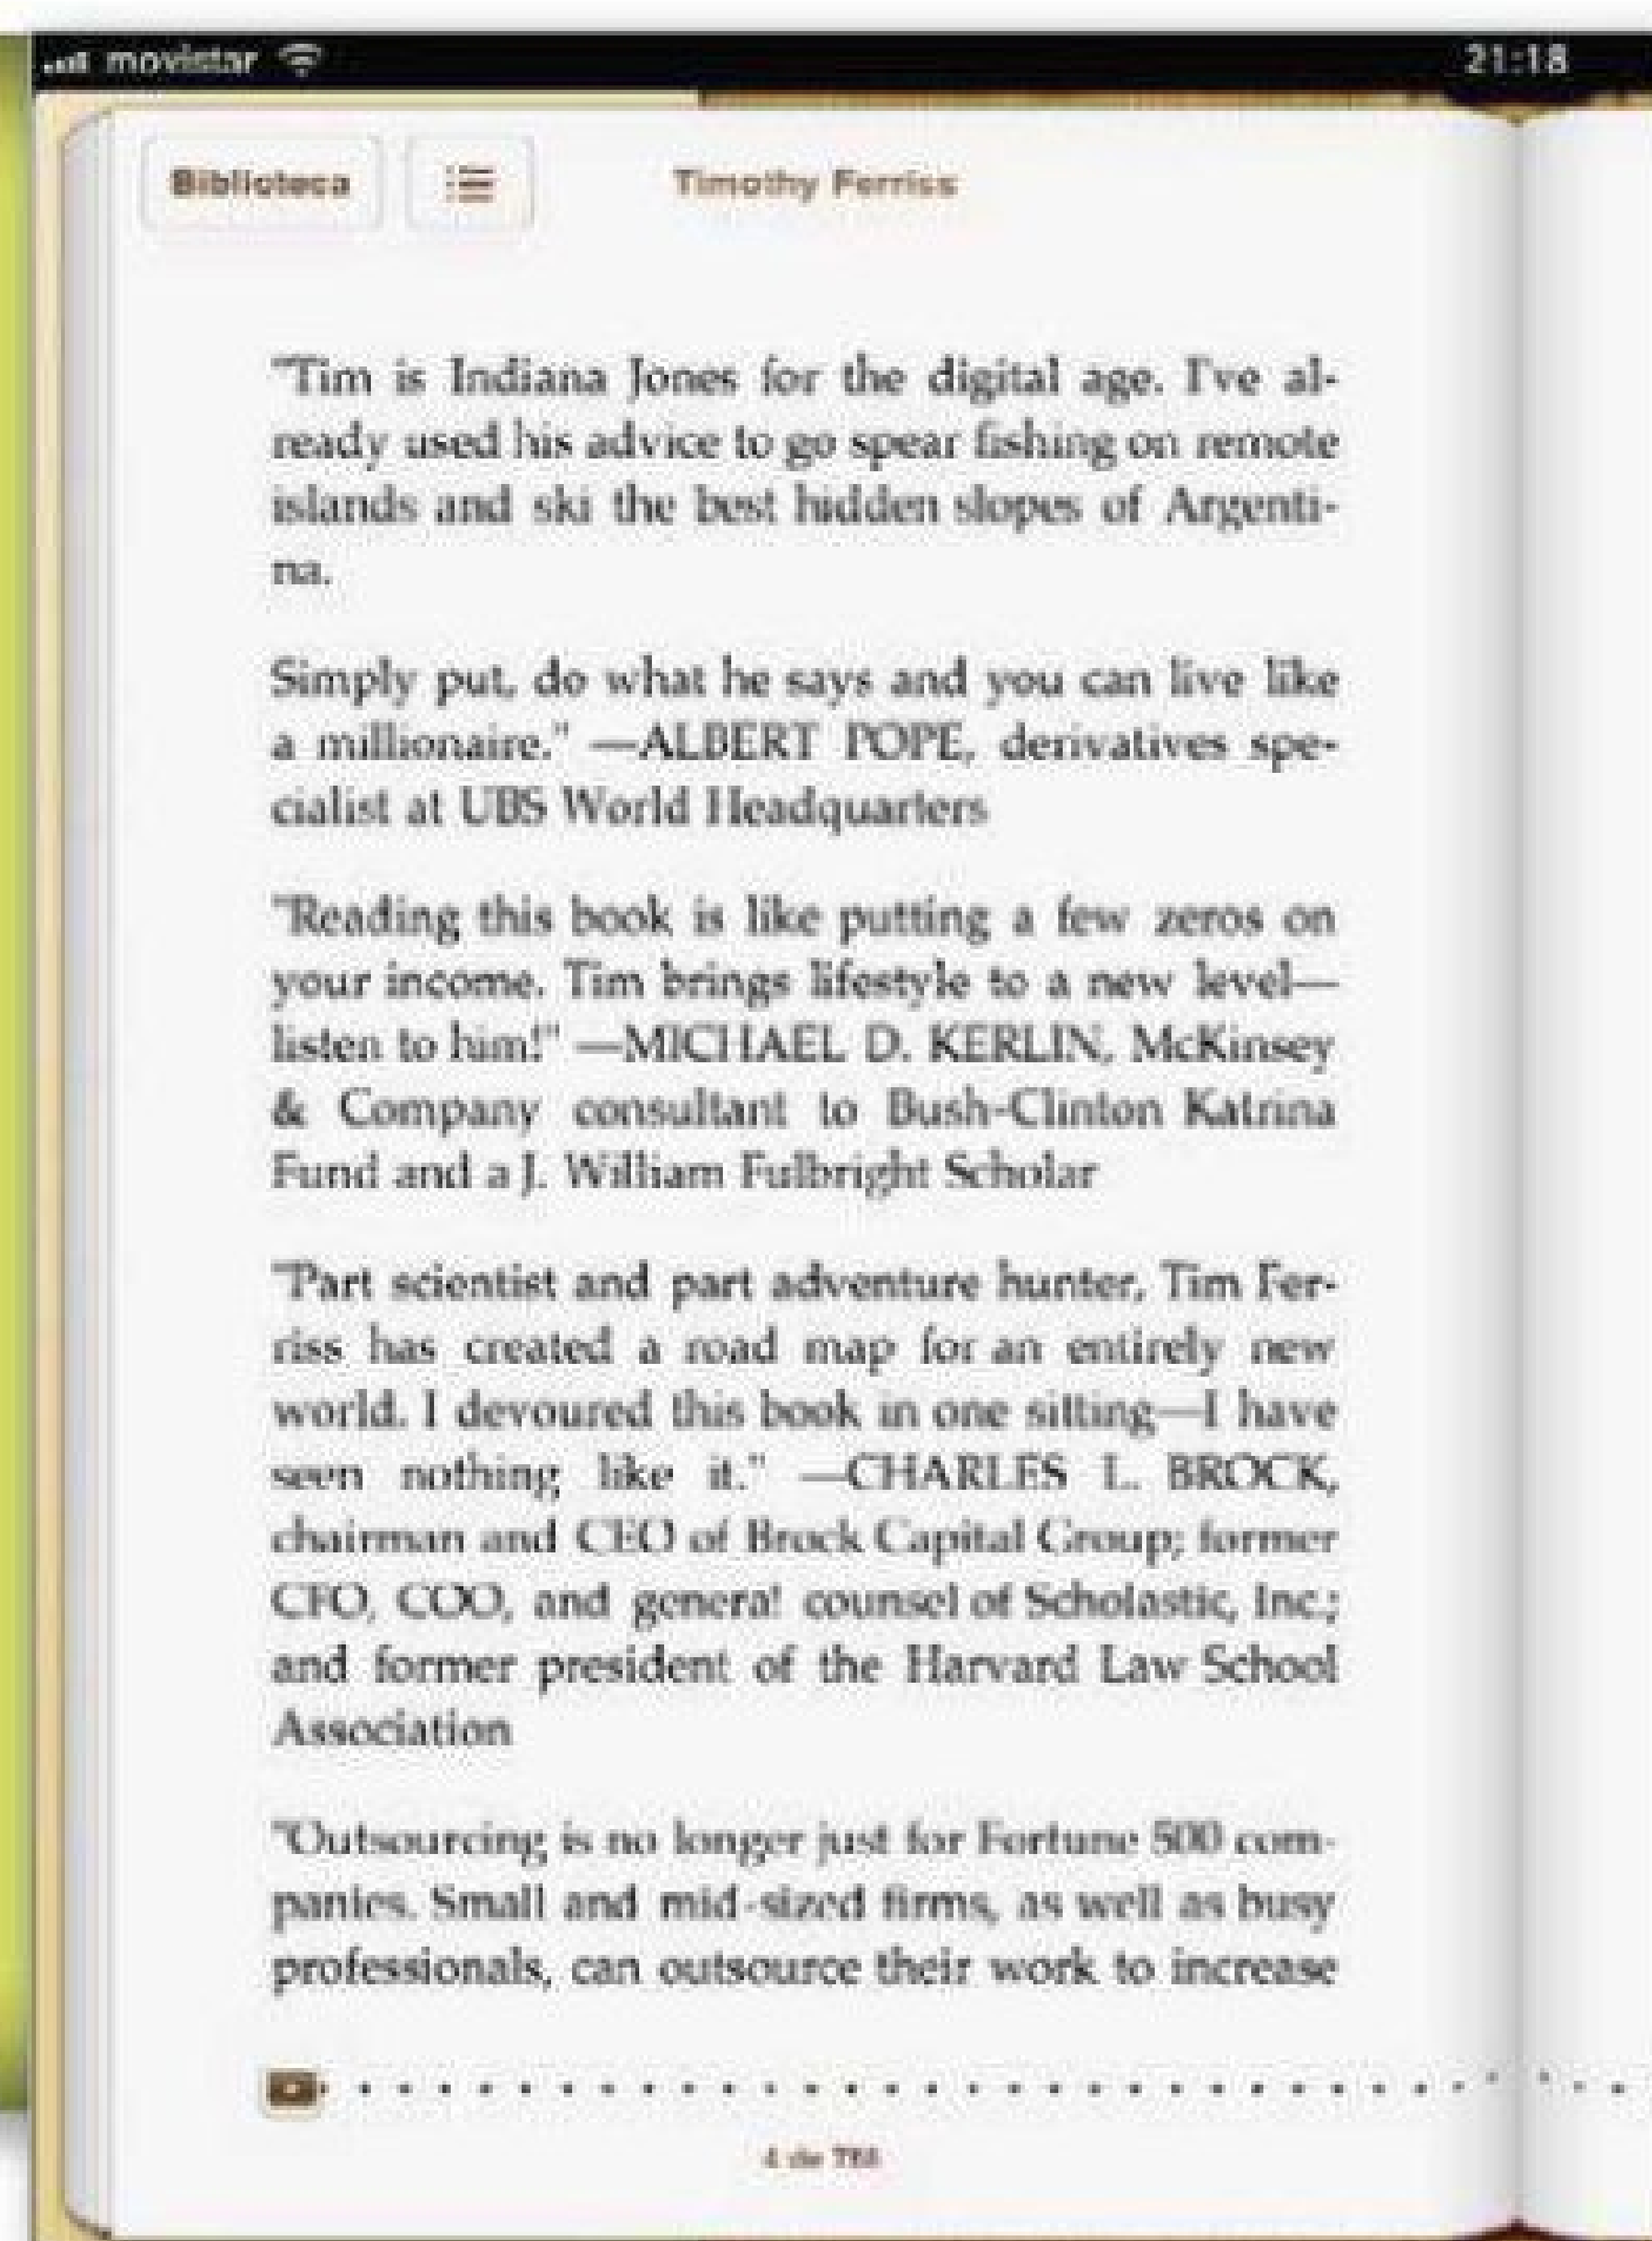 movistar
21:18
Biblioteca
Timothy Ferriss
"Tim is Indiana Jones for the digital age. I've al-
ready used his advice to go spear fishing on remote
islands and ski the best hidden slopes of Argenti-
na.
Simply put, do what he says and you can live like
a millionaire." —ALBERT POPE, derivatives spe-
cialist at UBS World Headquarters
"Reading this book is like putting a few zeros on
your income. Tim brings lifestyle to a new level—
listen to him!" —MICHAEL D. KERLIN, McKinsey
& Company consultant to Bush-Clinton Katrina
Fund and a J. William Fulbright Scholar
"Part scientist and part adventure hunter, Tim Fer-
riss has created a road map for an entirely new
world. I devoured this book in one sitting—I have
seen nothing like it." —CHARLES L. BROCK,
chairman and CEO of Brock Capital Group; former
CFO, COO, and general counsel of Scholastic, Inc.;
and former president of the Harvard Law School
Association
"Outsourcing is no longer just for Fortune 500 com-
panies. Small and mid-sized firms, as well as busy
professionals, can outsource their work to increase
4 de